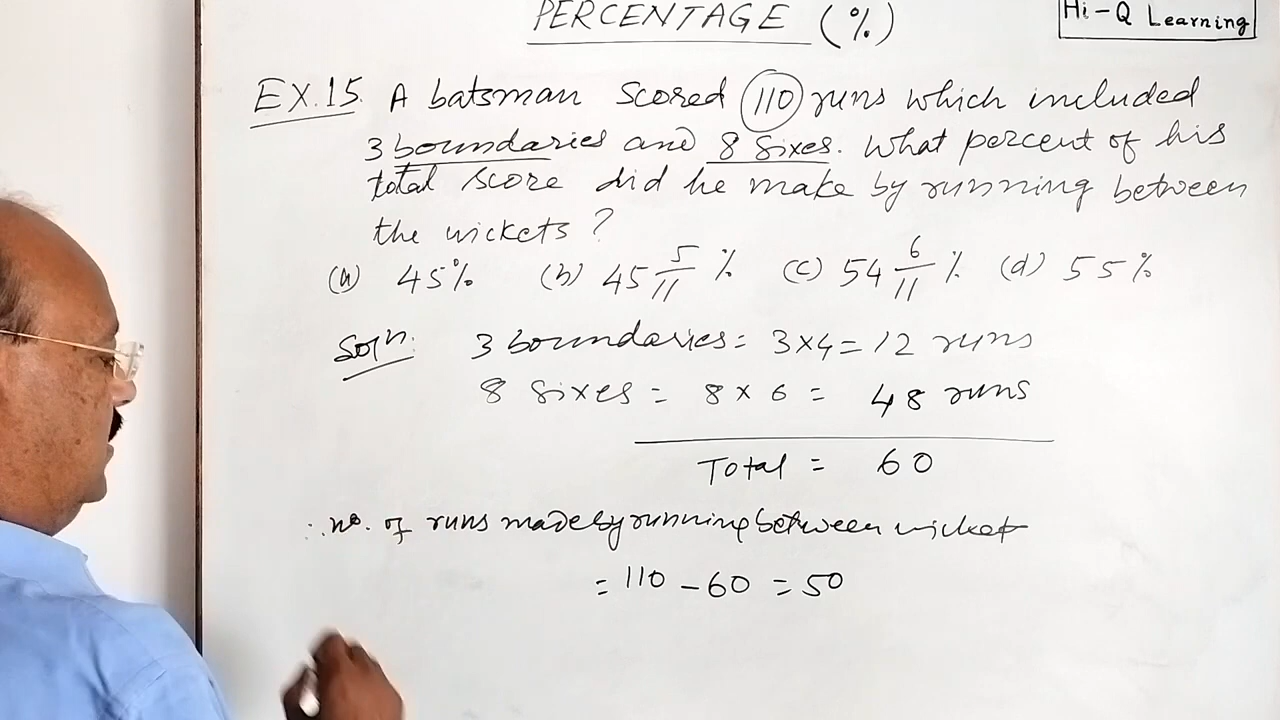 PERCENTAGE (%)
Hi-Q Learning
EX.15. A batsman scored 110 runs which included
3 boundaries and 8 sixes. What percent of his
total score did he make by running between
the wickets ?
(a) 45% (b) 45 5/11 % (c) 54 6/11 % (d) 55%
Solⁿ: 3 boundaries = 3×4 = 12 runs
8 sixes = 8 × 6 = 48 runs
Total = 60
∴ no. of runs made by running between wicket
= 110 - 60 = 50